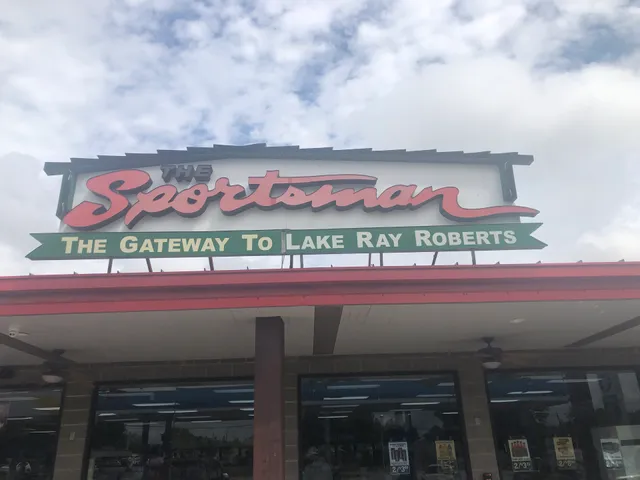 THE
Sportsman
THE GATEWAY TO LAKE RAY ROBERTS